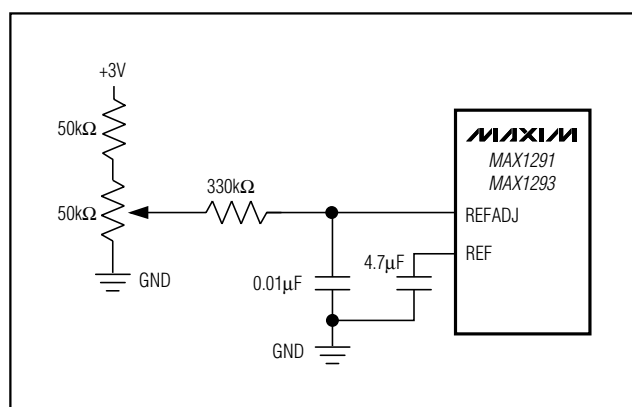 +3V
50kΩ
50kΩ
GND
330kΩ
0.01µF
4.7µF
GND
MAXIM
MAX1291
MAX1293
REFADJ
REF